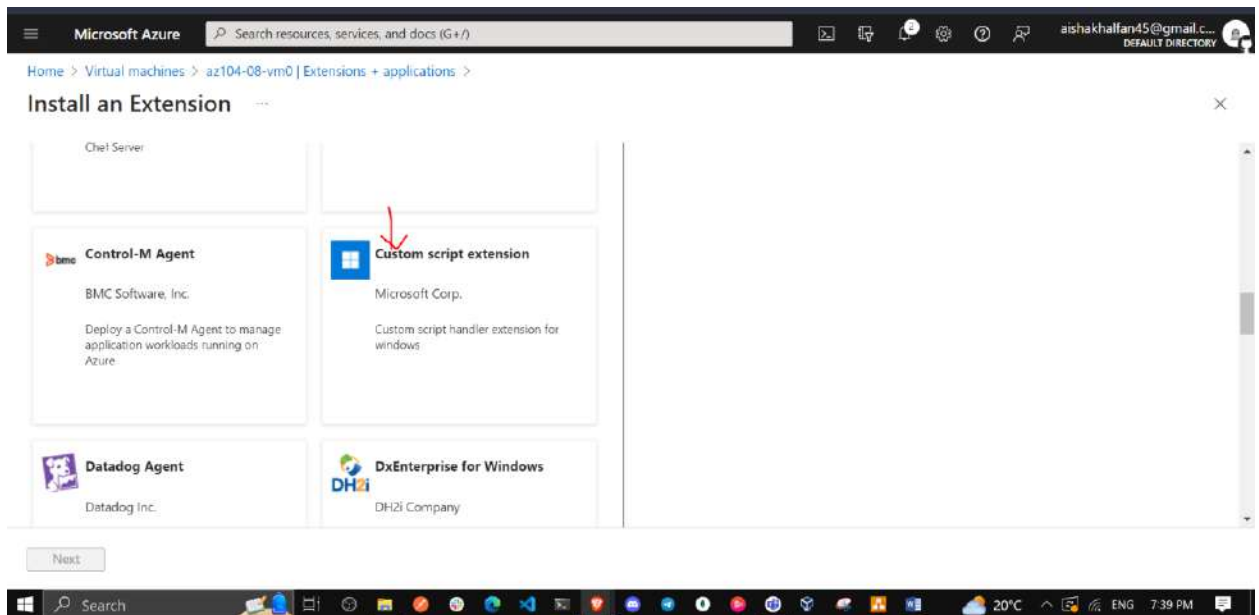 Microsoft Azure
Search resources, services, and docs (G+/)
2
aishakhalfan45@gmail.c...
DEFAULT DIRECTORY
Home > Virtual machines > az104-08-vm0 | Extensions + applications >
Install an Extension ...
Chef Server
bmc
Control-M Agent
BMC Software, Inc.
Deploy a Control-M Agent to manage
application workloads running on
Azure
Custom script extension
Microsoft Corp.
Custom script handler extension for
windows
Datadog Agent
Datadog Inc.
DH2i
DxEnterprise for Windows
DH2i Company
Next
Search
20°C
ENG
7:39 PM